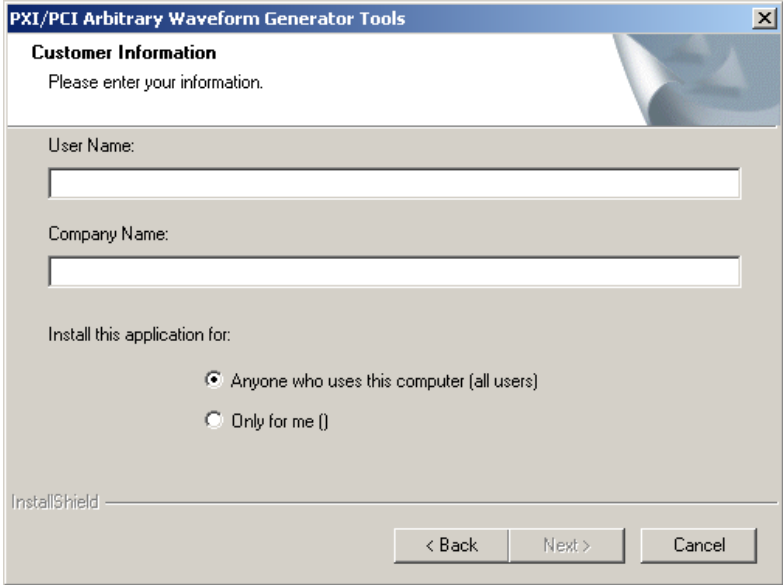 PXI/PCI Arbitrary Waveform Generator Tools
Customer Information
Please enter your information.
User Name:
Company Name:
Install this application for:
Anyone who uses this computer (all users)
Only for me ()
InstallShield
< Back
Next >
Cancel